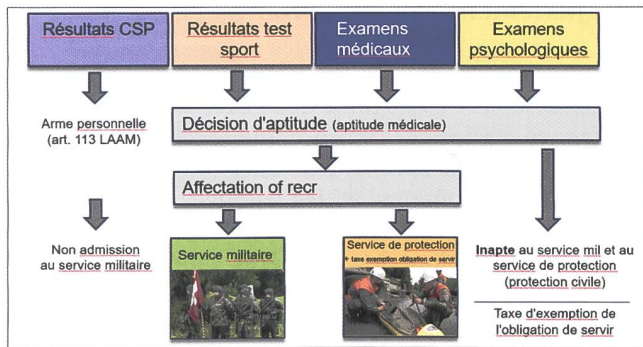 Résultats CSP
Résultats test
sport
Examens
médicaux
Examens
psychologiques
Arme personnelle
(art. 113 LAAM)
Décision d'aptitude (aptitude médicale)
Affectation of recr
Non admission
au service militaire
Service militaire
Service de protection
+ taxe exemption obligation de servir
Inapte au service mil et au
service de protection
(protection civile)
Taxe d'exemption de
l'obligation de servir